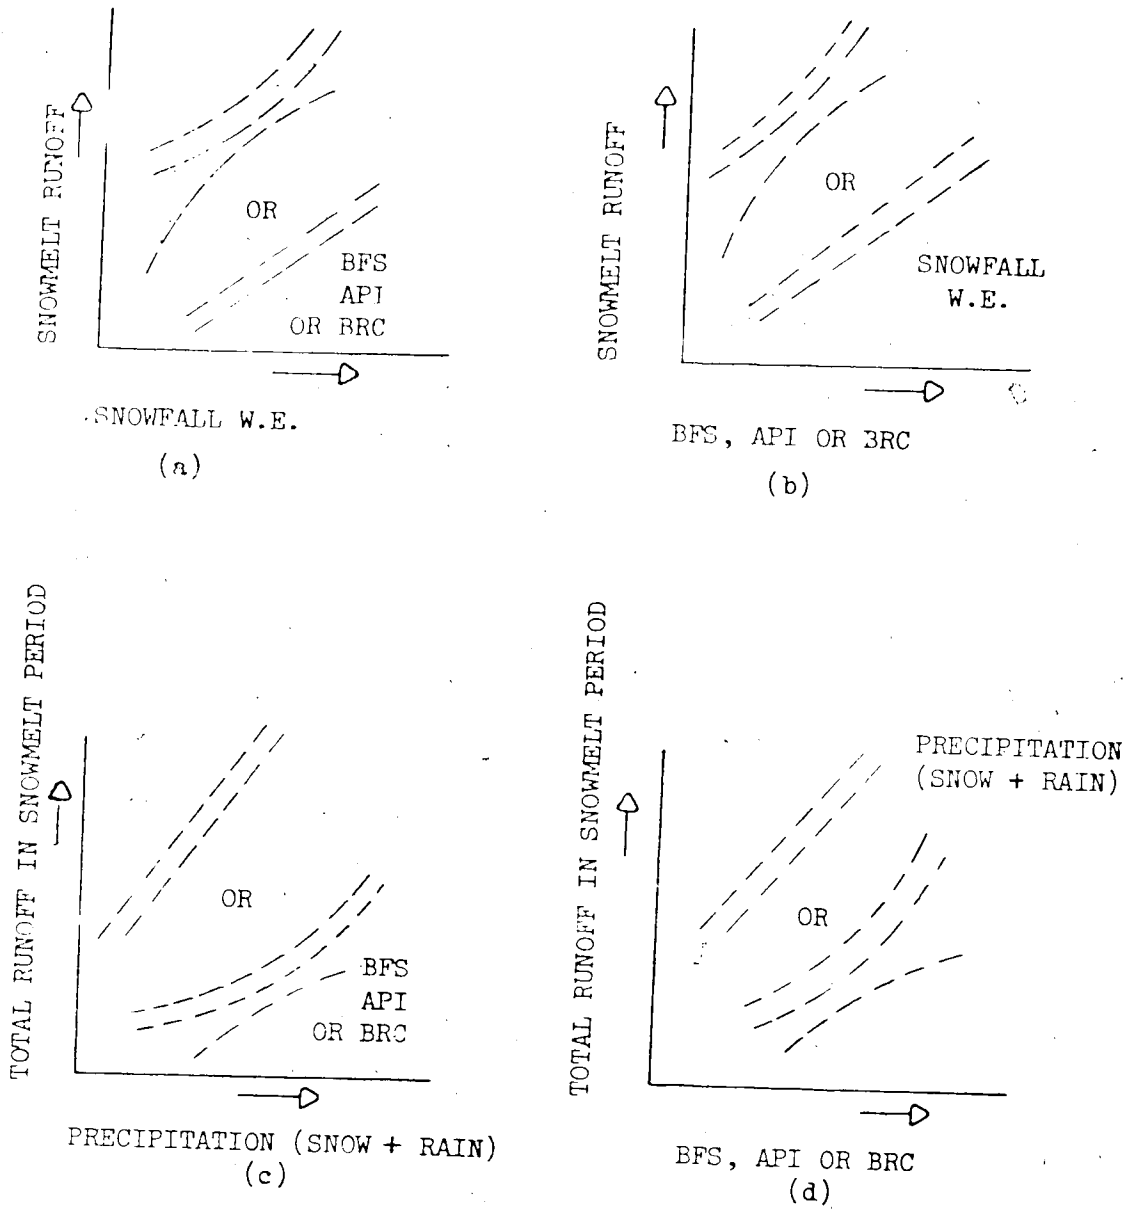 SNOWMELT RUNOFF
OR
BFS
API
OR BRC
SNOWFALL W.E.
(a)
SNOWMELT RUNOFF
OR
SNOWFALL
W.E.
BFS, API OR BRC
(b)
TOTAL RUNOFF IN SNOWMELT PERIOD
OR
BFS
API
OR BRC
PRECIPITATION (SNOW + RAIN)
(c)
TOTAL RUNOFF IN SNOWMELT PERIOD
PRECIPITATION
(SNOW + RAIN)
OR
BFS, API OR BRC
(d)